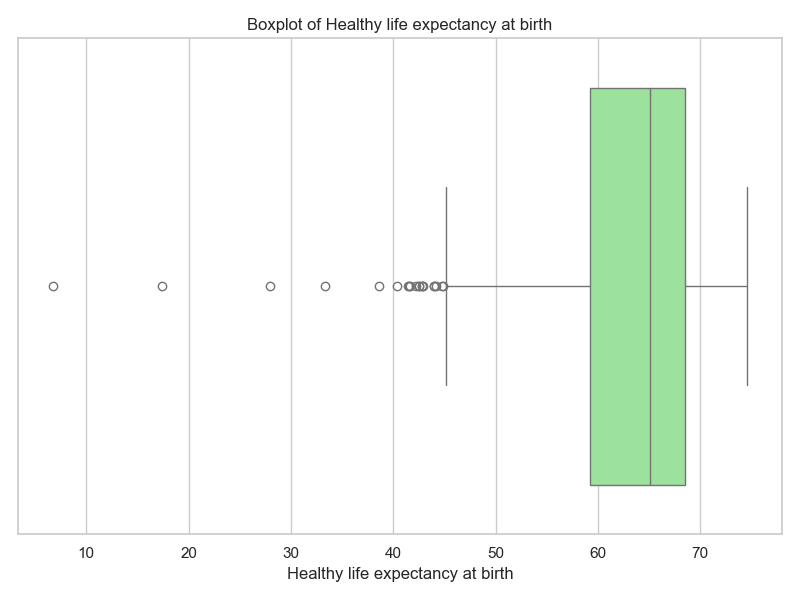 Boxplot of Healthy life expectancy at birth
10 20 30 40 50 60 70
Healthy life expectancy at birth